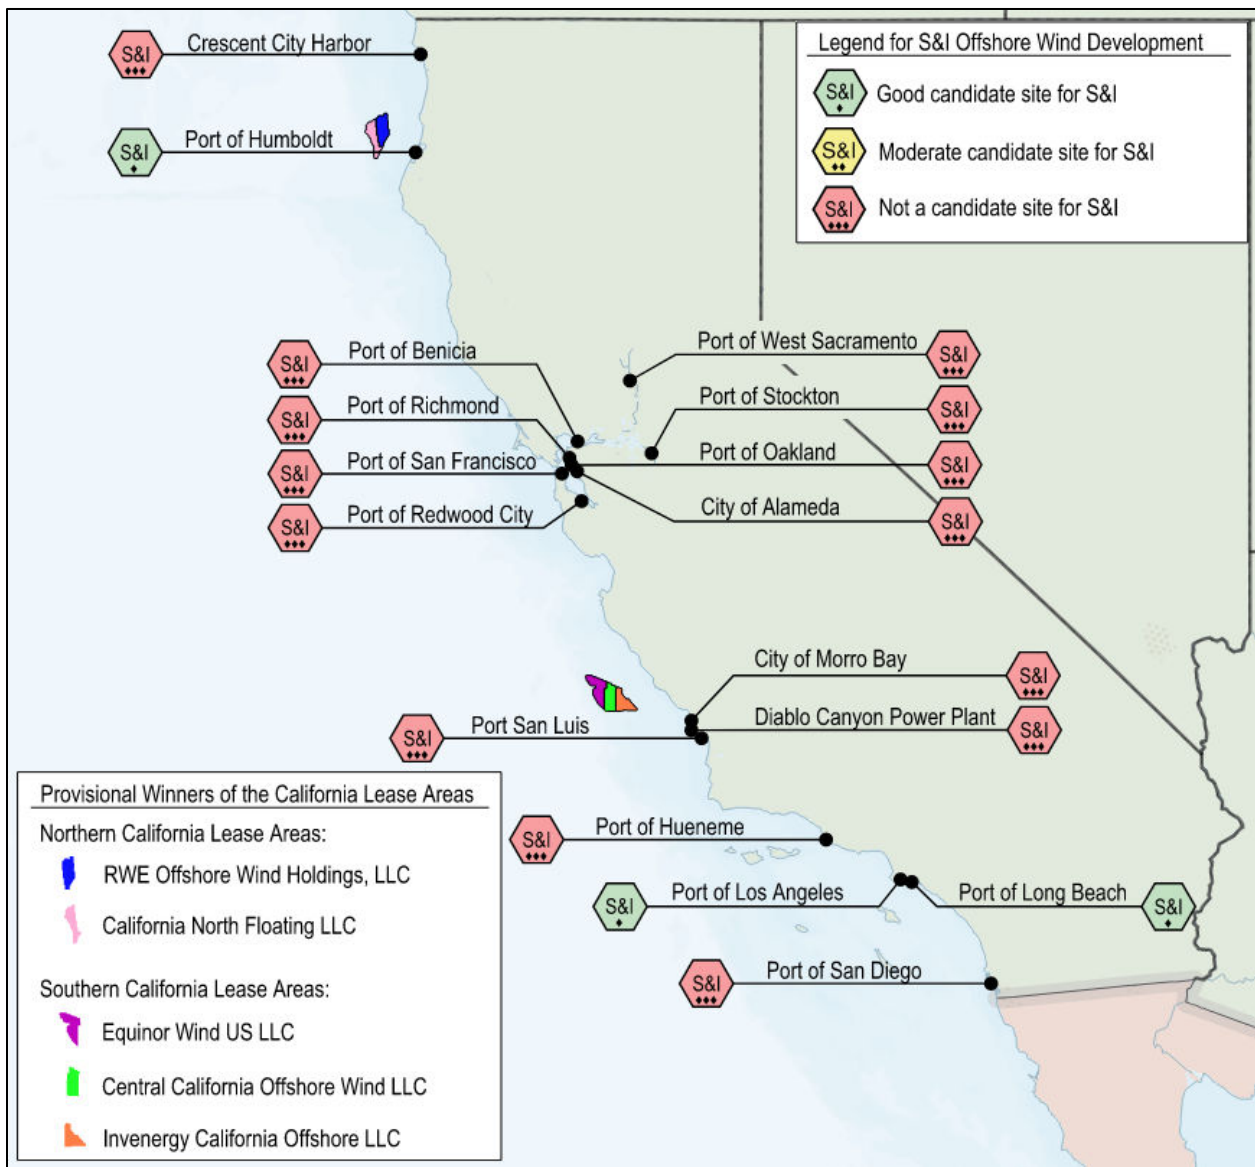 Crescent City Harbor
S&I
Port of Humboldt
S&I
Legend for S&I Offshore Wind Development
S&I
Good candidate site for S&I
S&I
Moderate candidate site for S&I
S&I
Not a candidate site for S&I
Port of Benicia
S&I
Port of Richmond
S&I
Port of San Francisco
S&I
Port of Redwood City
S&I
Port of West Sacramento
S&I
Port of Stockton
S&I
Port of Oakland
S&I
City of Alameda
S&I
City of Morro Bay
S&I
Diablo Canyon Power Plant
S&I
Port San Luis
S&I
Port of Hueneme
S&I
Port of Los Angeles
S&I
Port of Long Beach
S&I
Port of San Diego
S&I
Provisional Winners of the California Lease Areas
Northern California Lease Areas:
RWE Offshore Wind Holdings, LLC
California North Floating LLC
Southern California Lease Areas:
Equinor Wind US LLC
Central California Offshore Wind LLC
Invenergy California Offshore LLC